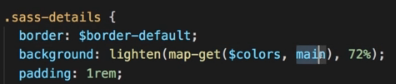 .sass-details {
border: $border-default;
background: lighten(map-get($colors, main), 72%);
padding: 1rem;